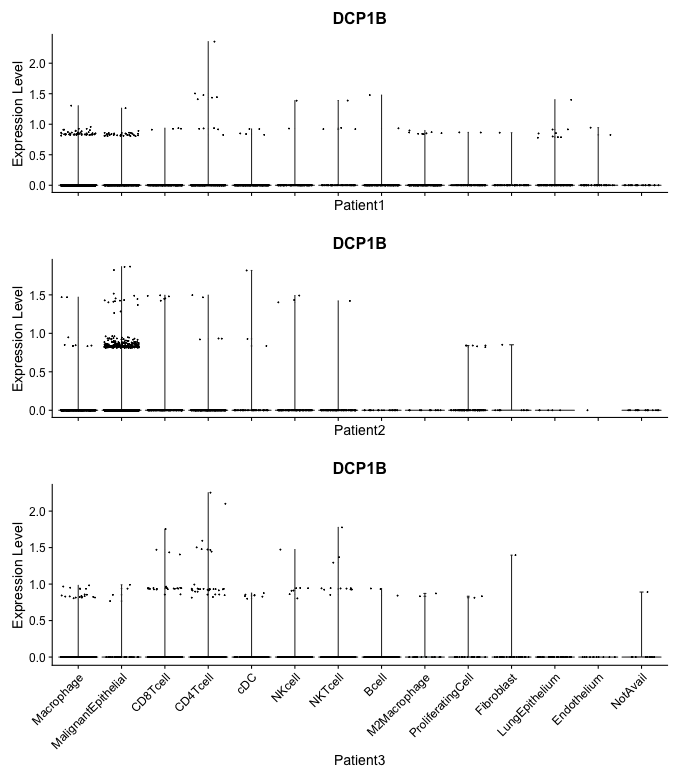 DCP1B
Expression Level
2.0
1.5
1.0
0.5
0.0
Patient1
DCP1B
Expression Level
1.5
1.0
0.5
0.0
Patient2
DCP1B
Expression Level
2.0
1.5
1.0
0.5
0.0
Macrophage
MalignantEpithelial
CD8Tcell
CD4Tcell
cDC
NKcell
NKTcell
Bcell
M2Macrophage
ProliferatingCell
Fibroblast
LungEpithelium
Endothelium
NotAvail
Patient3